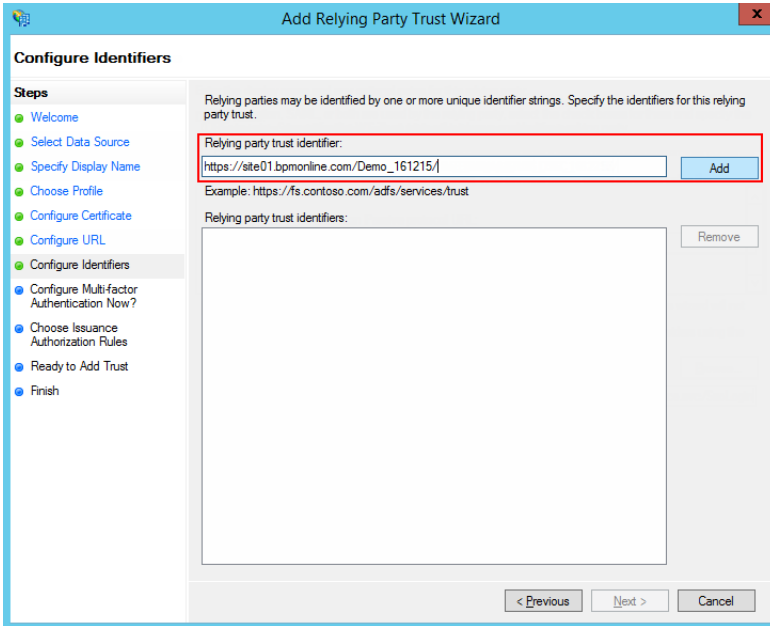 Add Relying Party Trust Wizard
x
Configure Identifiers
Steps
Welcome
Select Data Source
Specify Display Name
Choose Profile
Configure Certificate
Configure URL
Configure Identifiers
Configure Multi-factor
Authentication Now?
Choose Issuance
Authorization Rules
Ready to Add Trust
Finish
Relying parties may be identified by one or more unique identifier strings. Specify the identifiers for this relying
party trust.
Relying party trust identifier:
https://site01.bpmonline.com/Demo_161215/
Add
Example: https://fs.contoso.com/adfs/services/trust
Relying party trust identifiers:
Remove
< Previous
Next >
Cancel